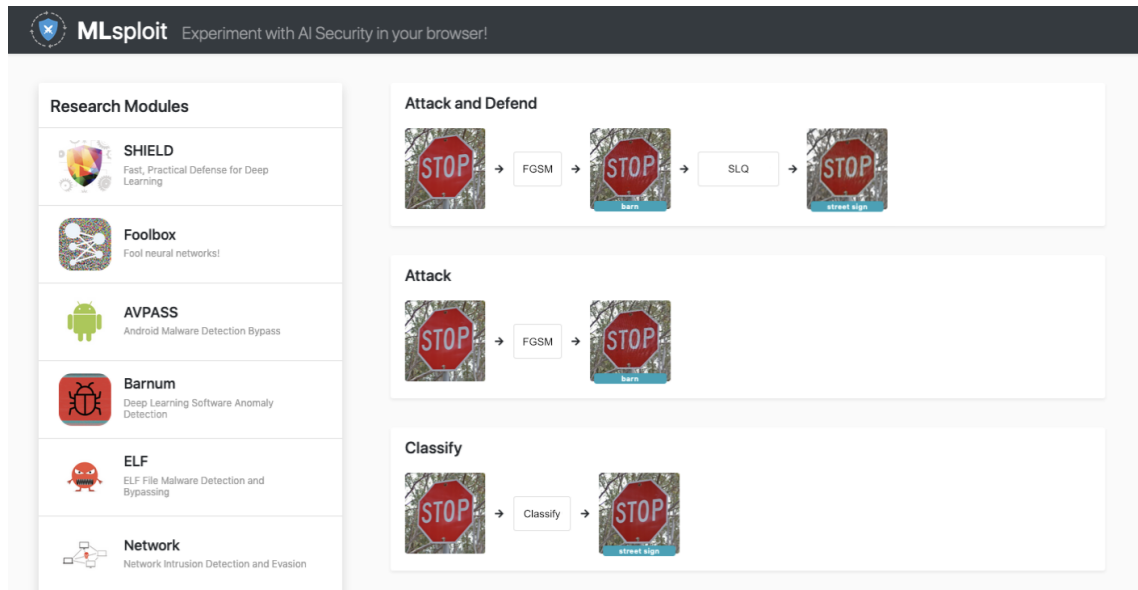 MLsploit Experiment with AI Security in your browser!
Research Modules
SHIELD
Fast, Practical Defense for Deep
Learning
Foolbox
Fool neural networks!
AVPASS
Android Malware Detection Bypass
Barnum
Deep Learning Software Anomaly
Detection
ELF
ELF File Malware Detection and
Bypassing
Network
Network Intrusion Detection and Evasion
Attack and Defend
STOP → FGSM → STOP → SLQ → STOP
barn street sign
Attack
STOP → FGSM → STOP
barn
Classify
STOP → Classify → STOP
street sign